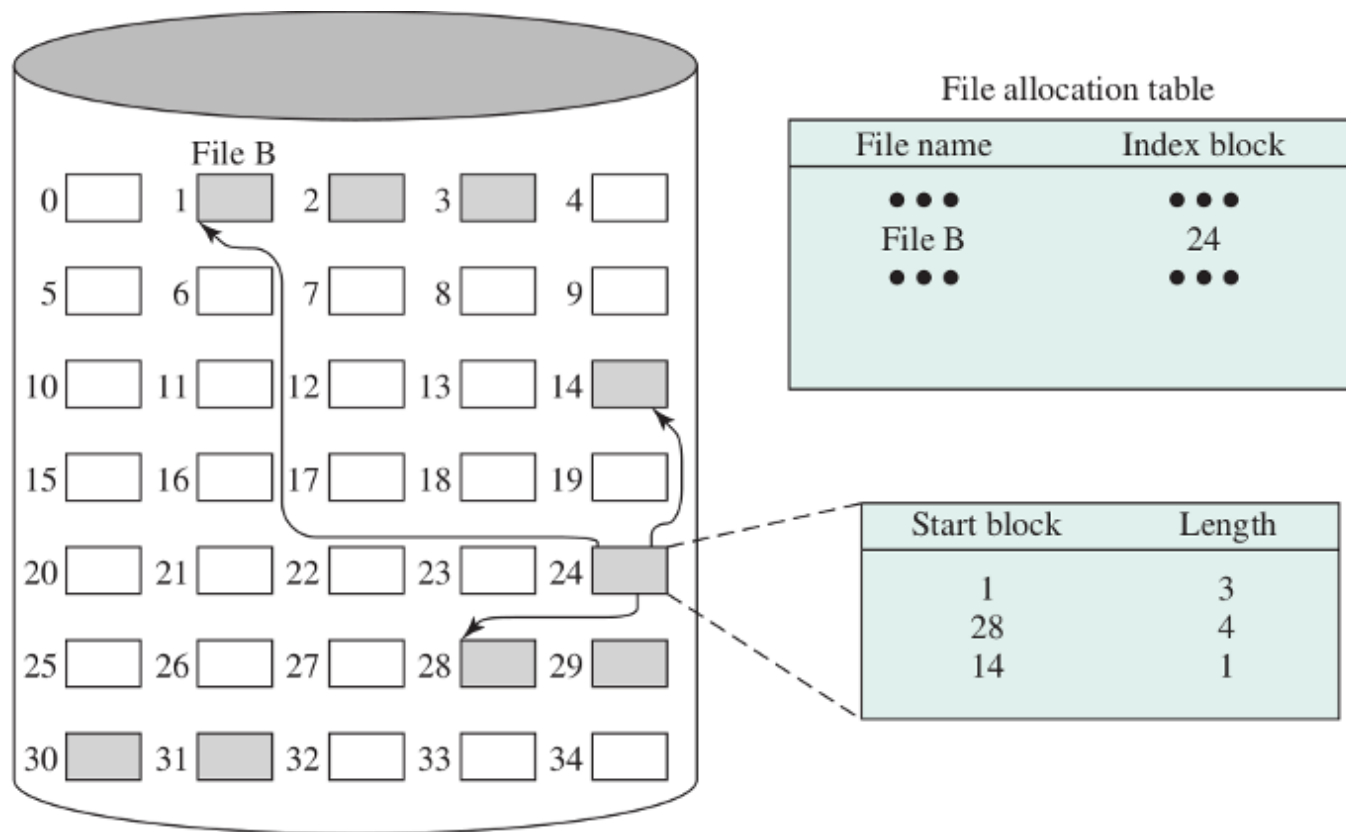 File B
0 1 2 3 4
5 6 7 8 9
10 11 12 13 14
15 16 17 18 19
20 21 22 23 24
25 26 27 28 29
30 31 32 33 34
File allocation table
File name Index block
••• •••
File B 24
••• •••
Start block Length
1 3
28 4
14 1